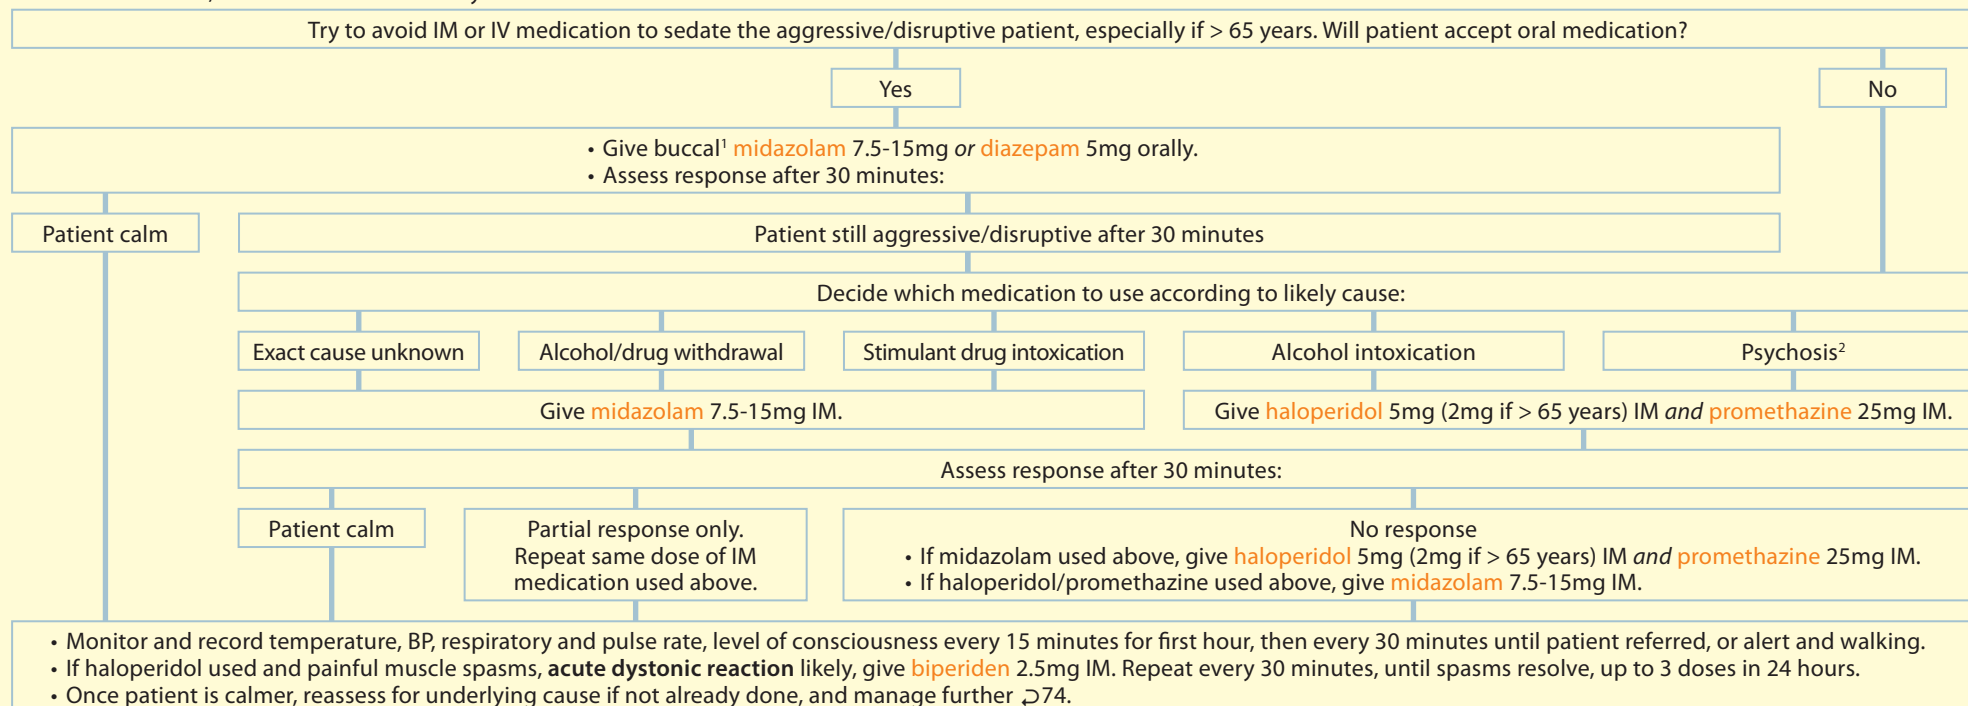 Try to avoid IM or IV medication to sedate the aggressive/disruptive patient, especially if > 65 years. Will patient accept oral medication?
Yes
No
• Give buccal¹ midazolam 7.5-15mg or diazepam 5mg orally.
• Assess response after 30 minutes:
Patient calm
Patient still aggressive/disruptive after 30 minutes
Decide which medication to use according to likely cause:
Exact cause unknown
Alcohol/drug withdrawal
Stimulant drug intoxication
Alcohol intoxication
Psychosis²
Give midazolam 7.5-15mg IM.
Give haloperidol 5mg (2mg if > 65 years) IM and promethazine 25mg IM.
Assess response after 30 minutes:
Patient calm
Partial response only.
Repeat same dose of IM
medication used above.
No response
• If midazolam used above, give haloperidol 5mg (2mg if > 65 years) IM and promethazine 25mg IM.
• If haloperidol/promethazine used above, give midazolam 7.5-15mg IM.
• Monitor and record temperature, BP, respiratory and pulse rate, level of consciousness every 15 minutes for first hour, then every 30 minutes until patient referred, or alert and walking.
• If haloperidol used and painful muscle spasms, acute dystonic reaction likely, give biperiden 2.5mg IM. Repeat every 30 minutes, until spasms resolve, up to 3 doses in 24 hours.
• Once patient is calmer, reassess for underlying cause if not already done, and manage further ⊃74.